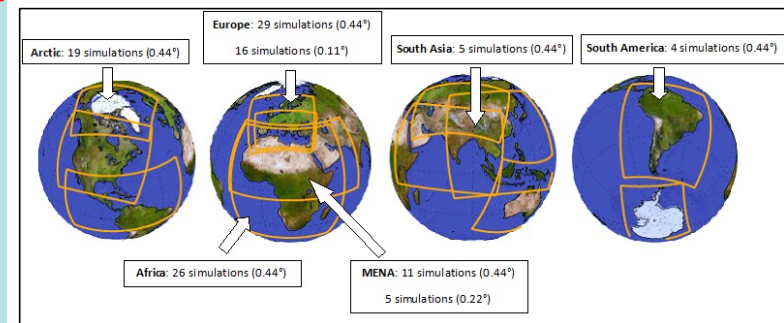 Europe: 29 simulations (0.44°)
16 simulations (0.11°)
Arctic: 19 simulations (0.44°)
South Asia: 5 simulations (0.44°)
South America: 4 simulations (0.44°)
Africa: 26 simulations (0.44°)
MENA: 11 simulations (0.44°)
5 simulations (0.22°)